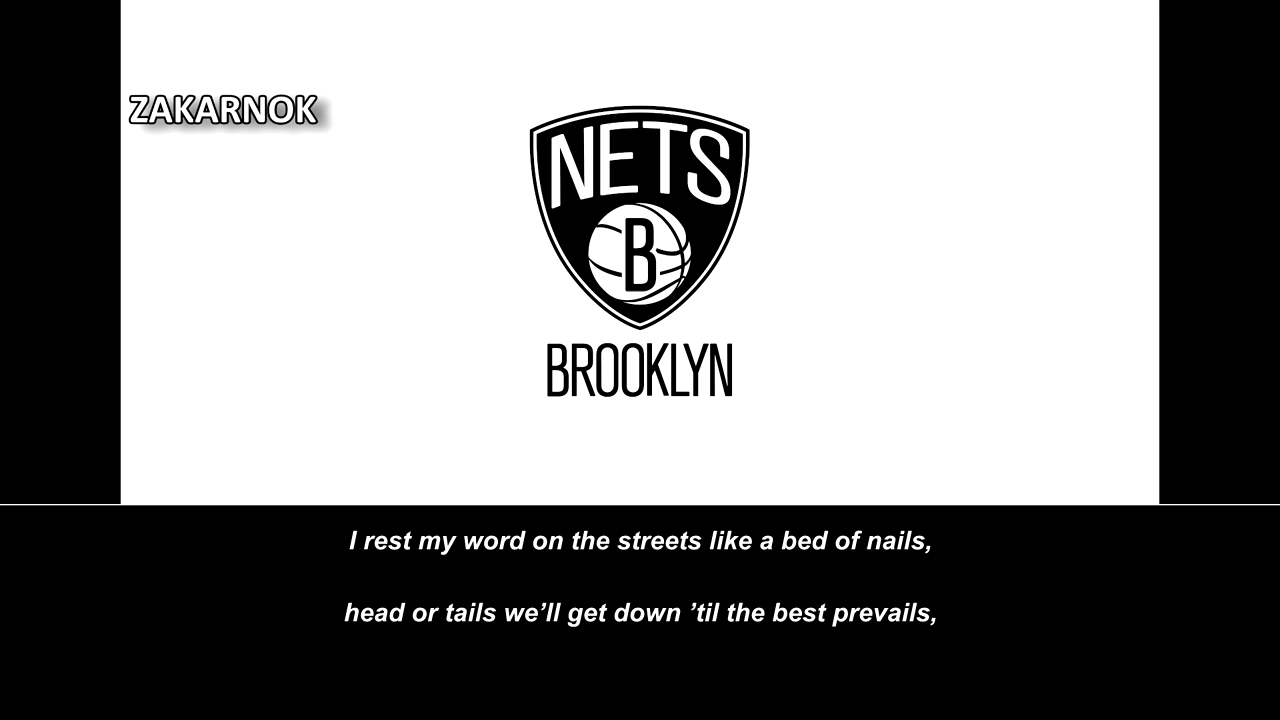 ZAKARNOK
NETS
B
BROOKLYN
I rest my word on the streets like a bed of nails,
head or tails we’ll get down ’til the best prevails,